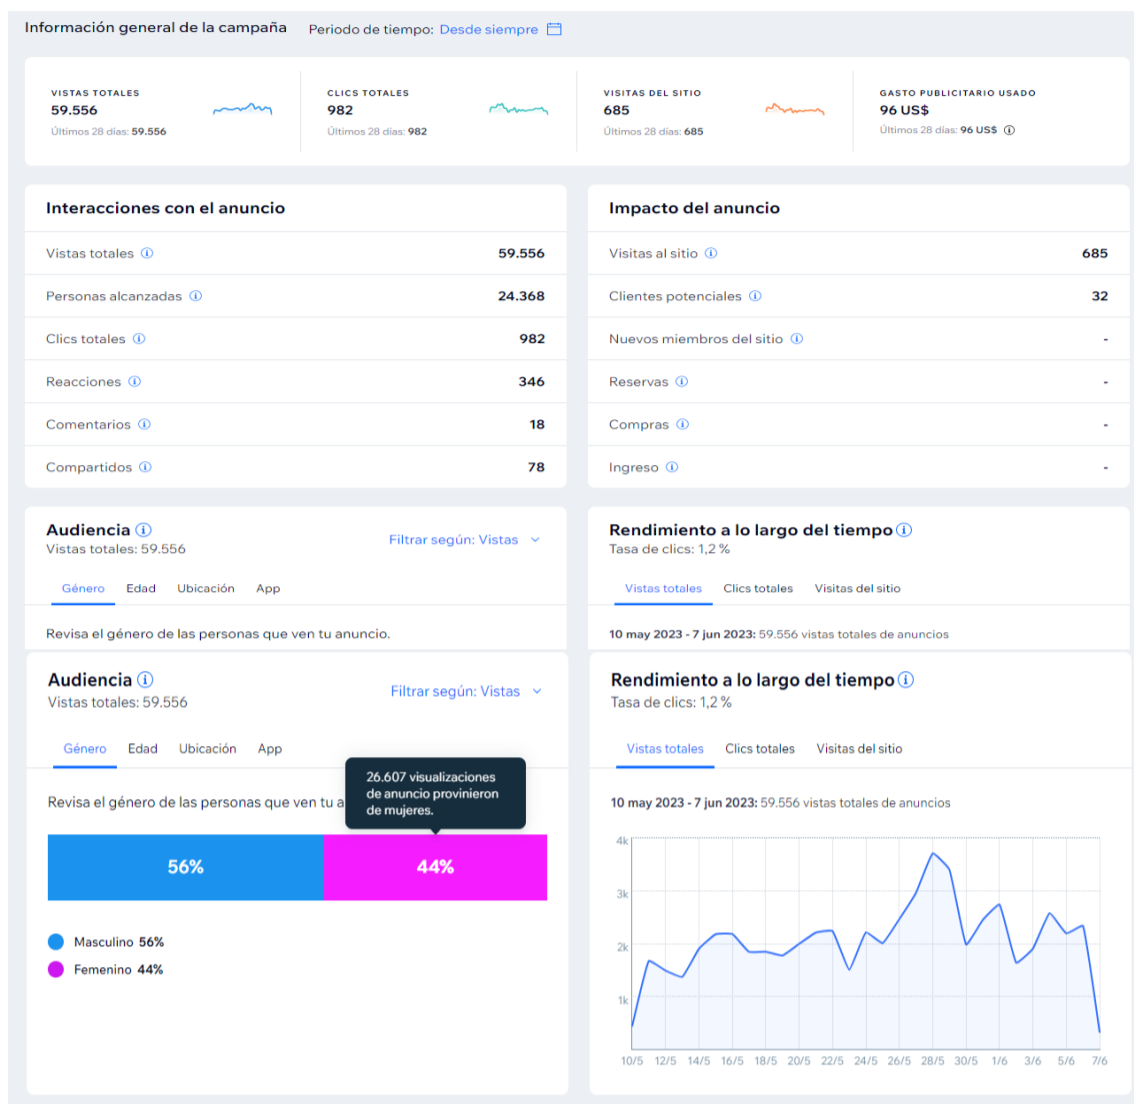 Información general de la campaña Periodo de tiempo: Desde siempre
VISTAS TOTALES
59.556
Últimos 28 días: 59.556
CLICS TOTALES
982
Últimos 28 días: 982
VISITAS DEL SITIO
685
Últimos 28 días: 685
GASTO PUBLICITARIO USADO
96 US$
Últimos 28 días: 96 US$
Interacciones con el anuncio
Vistas totales 59.556
Personas alcanzadas 24.368
Clics totales 982
Reacciones 346
Comentarios 18
Compartidos 78
Impacto del anuncio
Visitas al sitio 685
Clientes potenciales 32
Nuevos miembros del sitio -
Reservas -
Compras -
Ingreso -
Audiencia
Vistas totales: 59.556
Filtrar según: Vistas
Género Edad Ubicación App
Revisa el género de las personas que ven tu anuncio.
Rendimiento a lo largo del tiempo
Tasa de clics: 1,2 %
Vistas totales Clics totales Visitas del sitio
10 may 2023 - 7 jun 2023: 59.556 vistas totales de anuncios
Audiencia
Vistas totales: 59.556
Filtrar según: Vistas
Género Edad Ubicación App
Revisa el género de las personas que ven tu a
26.607 visualizaciones
de anuncio provinieron
de mujeres.
56% 44%
Masculino 56%
Femenino 44%
Rendimiento a lo largo del tiempo
Tasa de clics: 1,2 %
Vistas totales Clics totales Visitas del sitio
10 may 2023 - 7 jun 2023: 59.556 vistas totales de anuncios
4k
3k
2k
1k
10/5 12/5 14/5 16/5 18/5 20/5 22/5 24/5 26/5 28/5 30/5 1/6 3/6 5/6 7/6